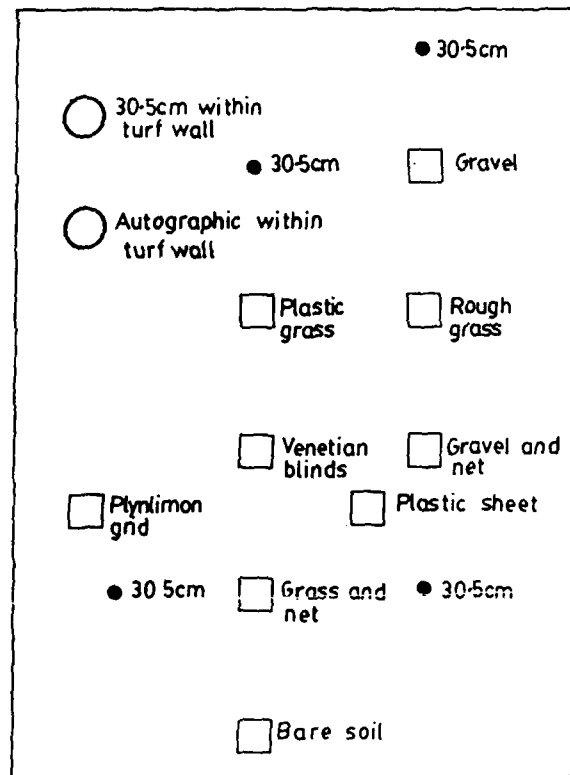 30·5cm
30·5cm within
turf wall
30·5cm
Gravel
Autographic within
turf wall
Plastic
grass
Rough
grass
Venetian
blinds
Gravel and
net
Plynlimon
grid
Plastic sheet
30 5cm
Grass and
net
30·5cm
Bare soil